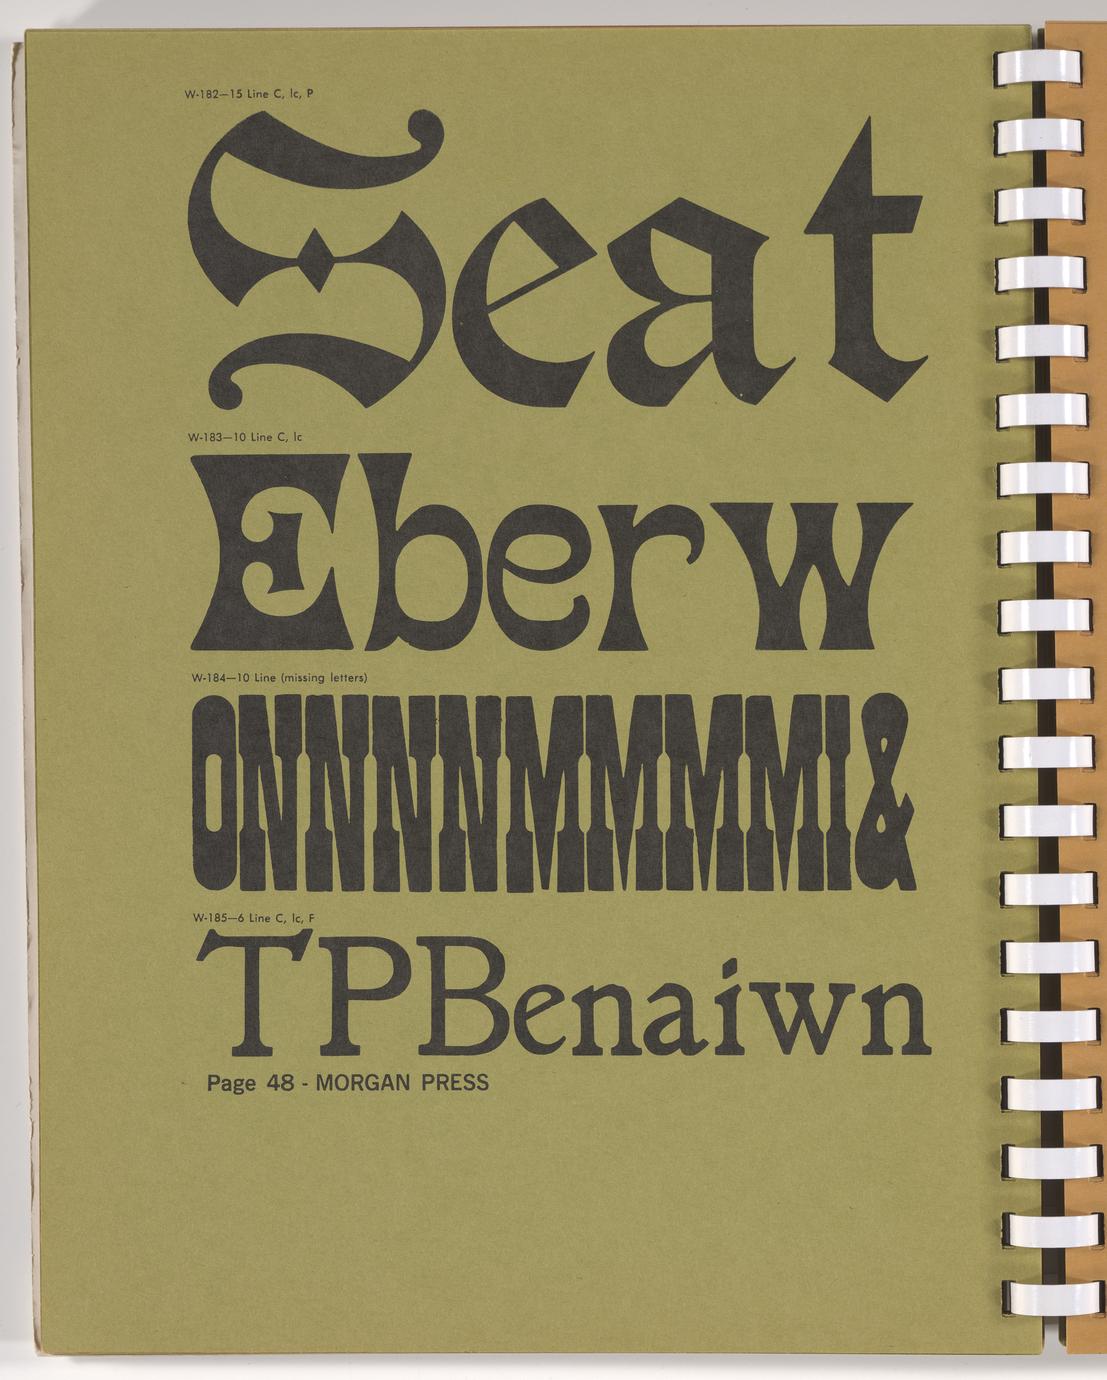 W-182—15 Line C, lc, P
Seat
W-183—10 Line C, lc
Eberw
W-184—10 Line (missing letters)
ONNNNMMMMI&
W-185—6 Line C, lc, F
TPBenaiwn
Page 48 - MORGAN PRESS